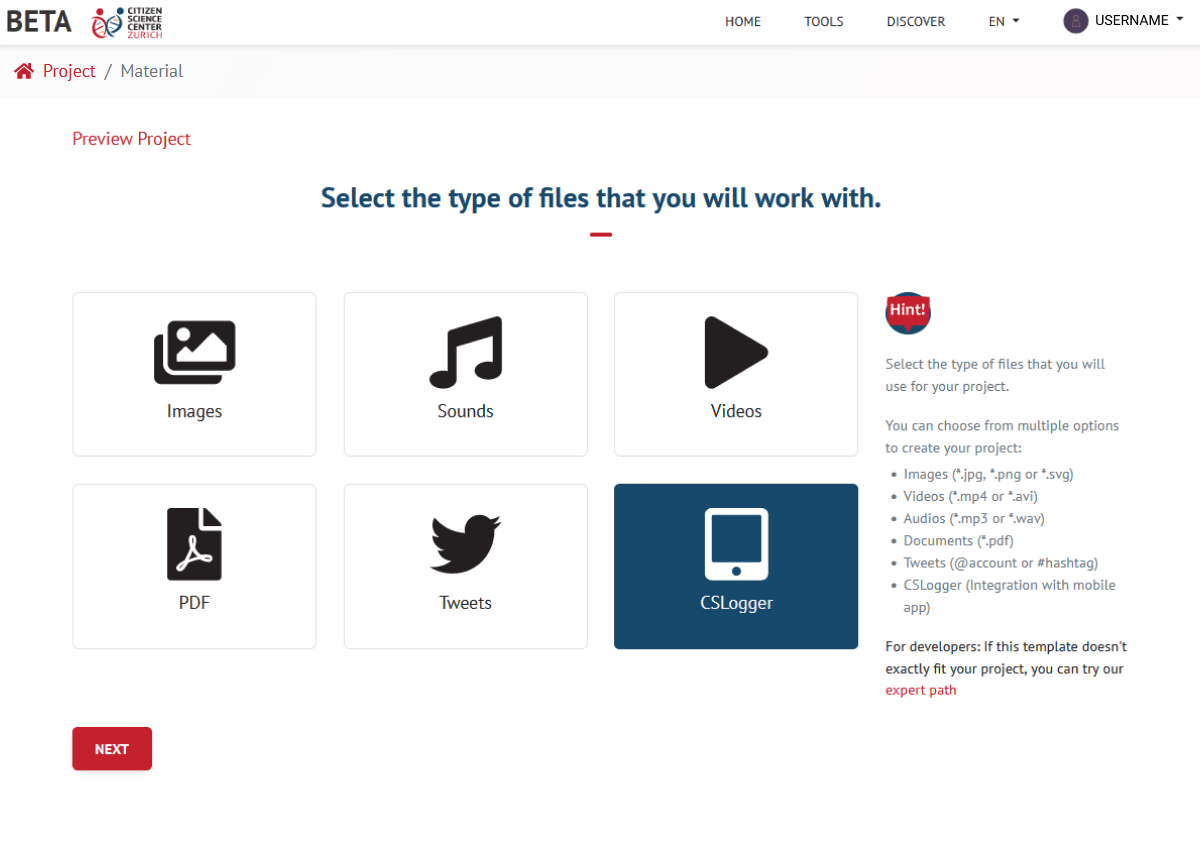 BETA
CITIZEN
SCIENCE
CENTER
ZURICH
HOME TOOLS DISCOVER EN USERNAME
Project / Material
Preview Project
Select the type of files that you will work with.
Images
Sounds
Videos
PDF
Tweets
CSLogger
Hint!
Select the type of files that you will
use for your project.
You can choose from multiple options
to create your project:
• Images (*.jpg, *.png or *.svg)
• Videos (*.mp4 or *.avi)
• Audios (*.mp3 or *.wav)
• Documents (*.pdf)
• Tweets (@account or #hashtag)
• CSLogger (Integration with mobile
app)
For developers: If this template doesn't
exactly fit your project, you can try our
expert path
NEXT